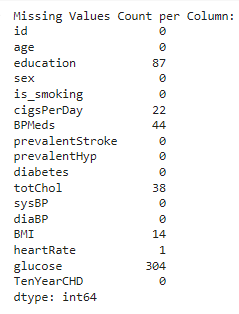 Missing Values Count per Column:
id 0
age 0
education 87
sex 0
is_smoking 0
cigsPerDay 22
BPMeds 44
prevalentStroke 0
prevalentHyp 0
diabetes 0
totChol 38
sysBP 0
diaBP 0
BMI 14
heartRate 1
glucose 304
TenYearCHD 0
dtype: int64